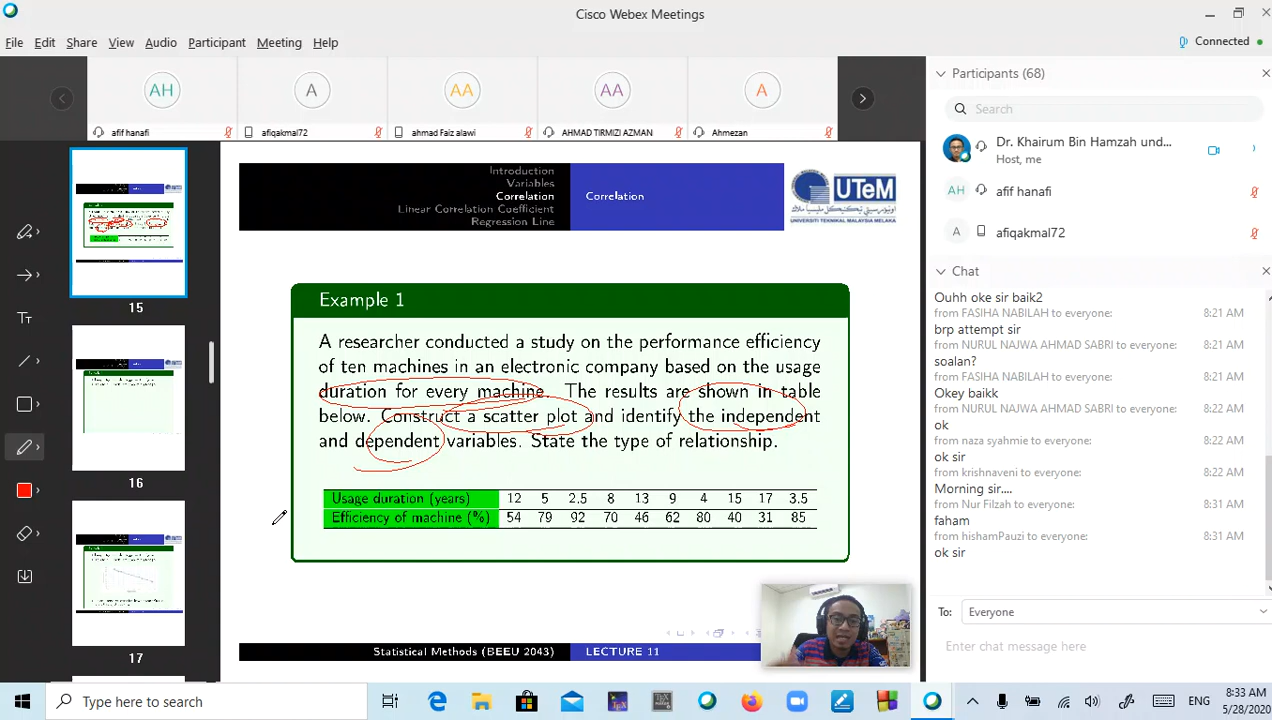 Cisco Webex Meetings
File Edit Share View Audio Participant Meeting Help
Connected
AH
A
AA
AA
A
afif hanafi
afiqakmal72
ahmad Faiz alawi
AHMAD TIRMIZI AZMAN
Ahmezan
Participants (68)
Search
Dr. Khairum Bin Hamzah und...
Host, me
AH
afif hanafi
A
afiqakmal72
Chat
Ouhh oke sir baik2
from FASIHA NABILAH to everyone: 8:21 AM
brp attempt sir
from NURUL NAJWA AHMAD SABRI to everyone: 8:21 AM
soalan?
from FASIHA NABILAH to everyone: 8:21 AM
Okey baikk
from NURUL NAJWA AHMAD SABRI to everyone: 8:22 AM
ok
from naza syahmie to everyone: 8:22 AM
ok sir
from krishnaveni to everyone: 8:22 AM
Morning sir....
from Nur Filzah to everyone: 8:31 AM
faham
from hishamPauzi to everyone: 8:31 AM
ok sir
To: Everyone
Enter chat message here
15
16
17
Introduction
Variables
Correlation
Linear Correlation Coefficient
Regression Line
Correlation
UTeM
UNIVERSITI TEKNIKAL MALAYSIA MELAKA
Example 1
A researcher conducted a study on the performance efficiency
of ten machines in an electronic company based on the usage
duration for every machine. The results are shown in table
below. Construct a scatter plot and identify the independent
and dependent variables. State the type of relationship.
Usage duration (years) 12 5 2.5 8 13 9 4 15 17 3.5
Efficiency of machine (%) 54 79 92 70 46 62 80 40 31 85
Statistical Methods (BEEU 2043)
LECTURE 11
Type here to search
ENG
8:33 AM
5/28/2020